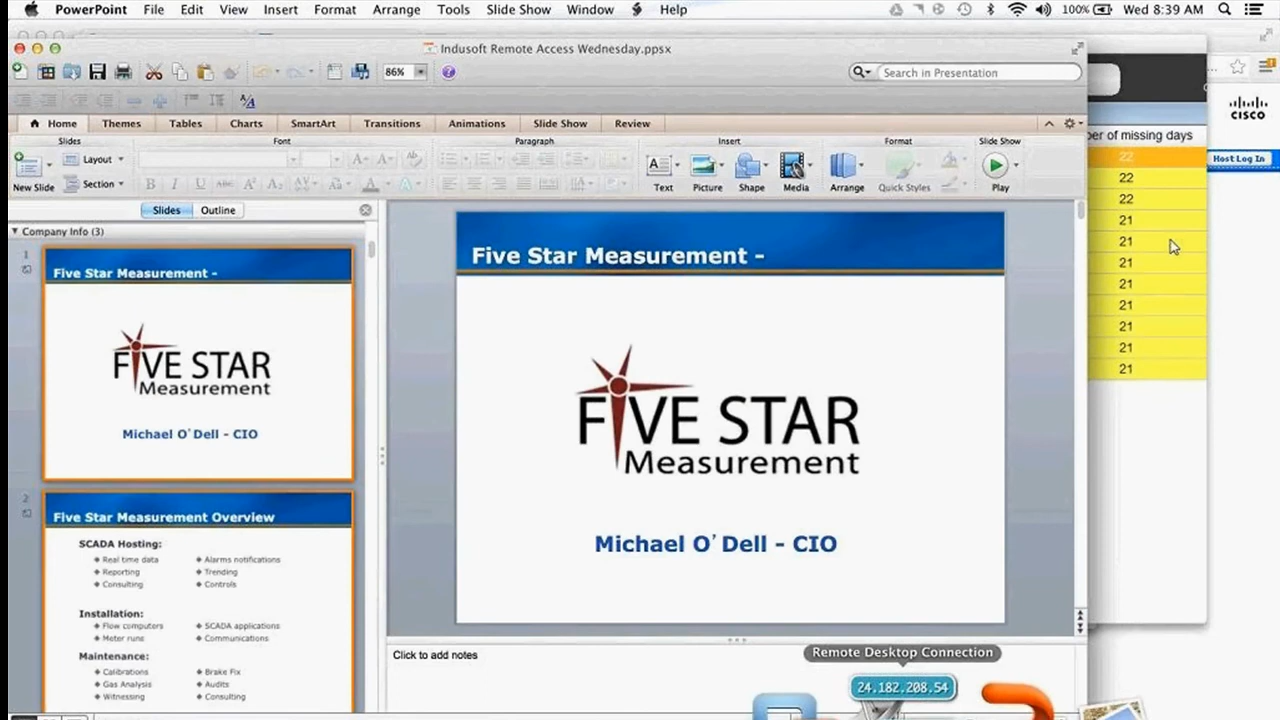 PowerPoint File Edit View Insert Format Arrange Tools Slide Show Window Help 100% Wed 8:39 AM
Indusoft Remote Access Wednesday.ppsx
86% Search in Presentation
Home Themes Tables Charts SmartArt Transitions Animations Slide Show Review
Slides Font Paragraph Insert Format Slide Show
Layout
Section
New Slide
B I U ABC A² A₂
Text Picture Shape Media Arrange Quick Styles Play
Slides Outline
Company Info (3)
1
Five Star Measurement -
FIVE STAR
Measurement
Michael O'Dell - CIO
2
Five Star Measurement Overview
SCADA Hosting:
Real time data
Alarms notifications
Reporting
Trending
Consulting
Controls
Installation:
Flow computers
SCADA applications
Meter runs
Communications
Maintenance:
Calibrations
Brake Fix
Gas Analysis
Audits
Witnessing
Consulting
Five Star Measurement -
FIVE STAR
Measurement
Michael O'Dell - CIO
Click to add notes
Remote Desktop Connection
24.182.208.54
er of missing days
22
22
22
21
21
21
21
21
21
21
21
CISCO
Host Log In